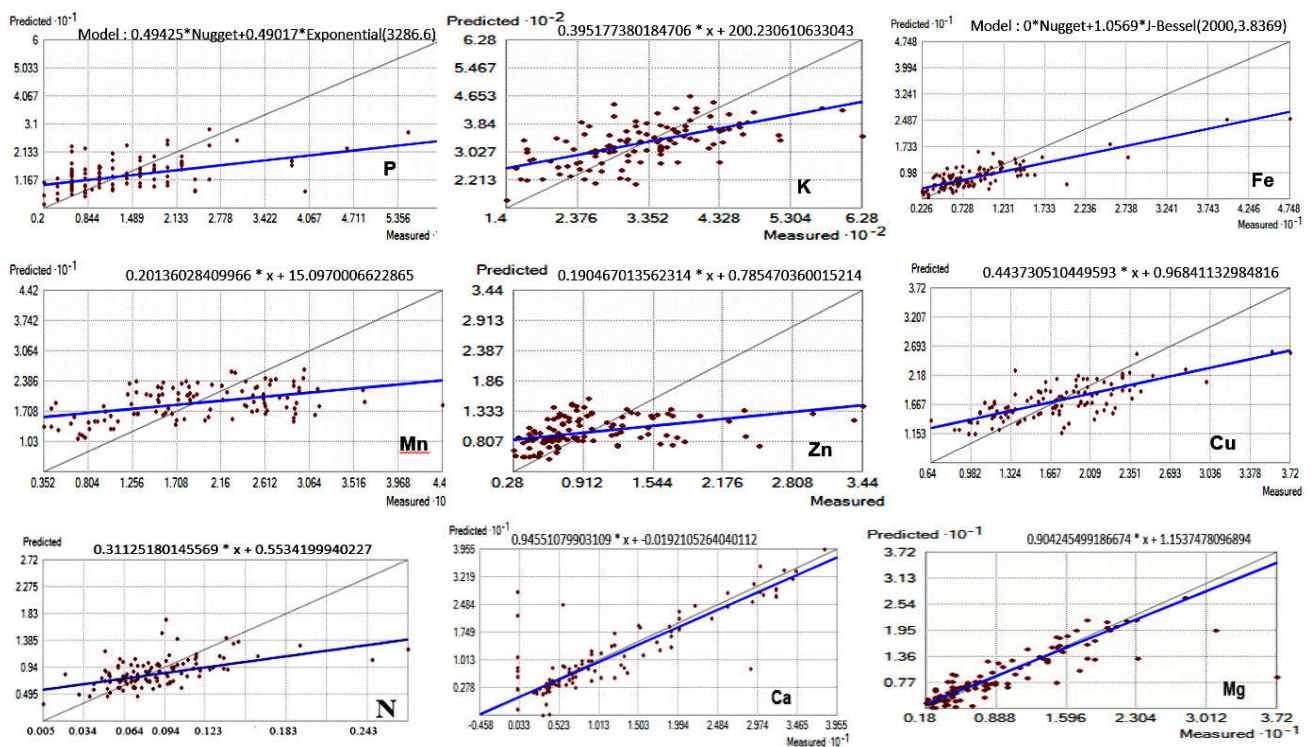 Predicted ·10⁻¹
Model : 0.49425*Nugget+0.49017*Exponential(3286.6)
6
5.033
4.067
3.1
2.133
1.167
P
0.2 0.844 1.489 2.133 2.778 3.422 4.067 4.711 5.356
Measured ·
Predicted ·10⁻²
0.395177380184706 * x + 200.230610633043
6.28
5.467
4.653
3.84
3.027
2.213
K
1.4 2.376 3.352 4.328 5.304 6.28
Measured ·10⁻²
Predicted ·10⁻¹
Model : 0*Nugget+1.0569*J-Bessel(2000,3.8369)
4.748
3.994
3.241
2.487
1.733
0.98
Fe
0.226 0.728 1.231 1.733 2.236 2.738 3.241 3.743 4.246 4.748
Measured ·10⁻¹
Predicted ·10⁻¹
0.20136028409966 * x + 15.0970006622865
4.42
3.742
3.064
2.386
1.708
1.03
Mn
0.352 0.804 1.256 1.708 2.16 2.612 3.064 3.516 3.968 4.4
Measured ·10
Predicted
0.190467013562314 * x + 0.785470360015214
3.44
2.913
2.387
1.86
1.333
0.807
Zn
0.28 0.912 1.544 2.176 2.808 3.44
Measured
Predicted
0.443730510449593 * x + 0.96841132984816
3.72
3.207
2.693
2.18
1.667
1.153
Cu
0.64 0.982 1.324 1.667 2.009 2.351 2.693 3.036 3.378 3.72
Measured
Predicted
0.31125180145569 * x + 0.5534199940227
2.72
2.275
1.83
1.385
0.94
0.495
N
0.005 0.034 0.064 0.094 0.123 0.183 0.243
Predicted ·10⁻¹
0.94551079903109 * x + -0.0192105264040112
3.955
3.219
2.484
1.749
1.013
0.278
Ca
-0.458 0.033 0.523 1.013 1.504 1.994 2.484 2.974 3.465 3.955
Measured ·10⁻¹
Predicted ·10⁻¹
0.904245499186674 * x + 1.1537478096894
3.72
3.13
2.54
1.95
1.36
0.77
Mg
0.18 0.888 1.596 2.304 3.012 3.72
Measured ·10⁻¹